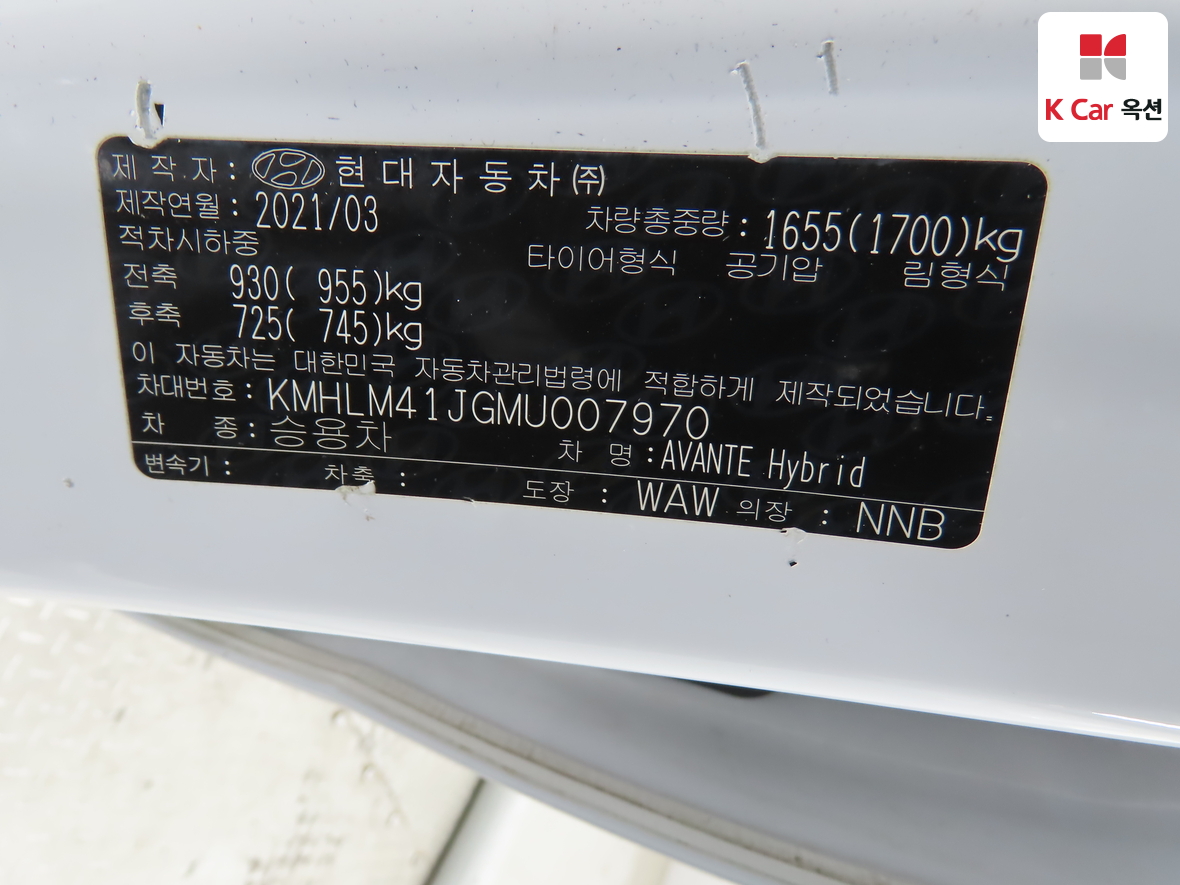 K Car 옥션
제 작 자 : 현 대 자 동 차 ㈜
제작연월 : 2021/03 차량총중량 : 1655(1700)kg
적차시하중 타이어형식 공기압 림형식
전축 930( 955)kg
후축 725( 745)kg
이 자동차는 대한민국 자동차관리법령에 적합하게 제작되었습니다.
차대번호 : KMHLM41JGMU007970
차 종 : 승용차 차 명 : AVANTE Hybrid
변속기 : 차축 : 도장 : WAW 의장 : NNB